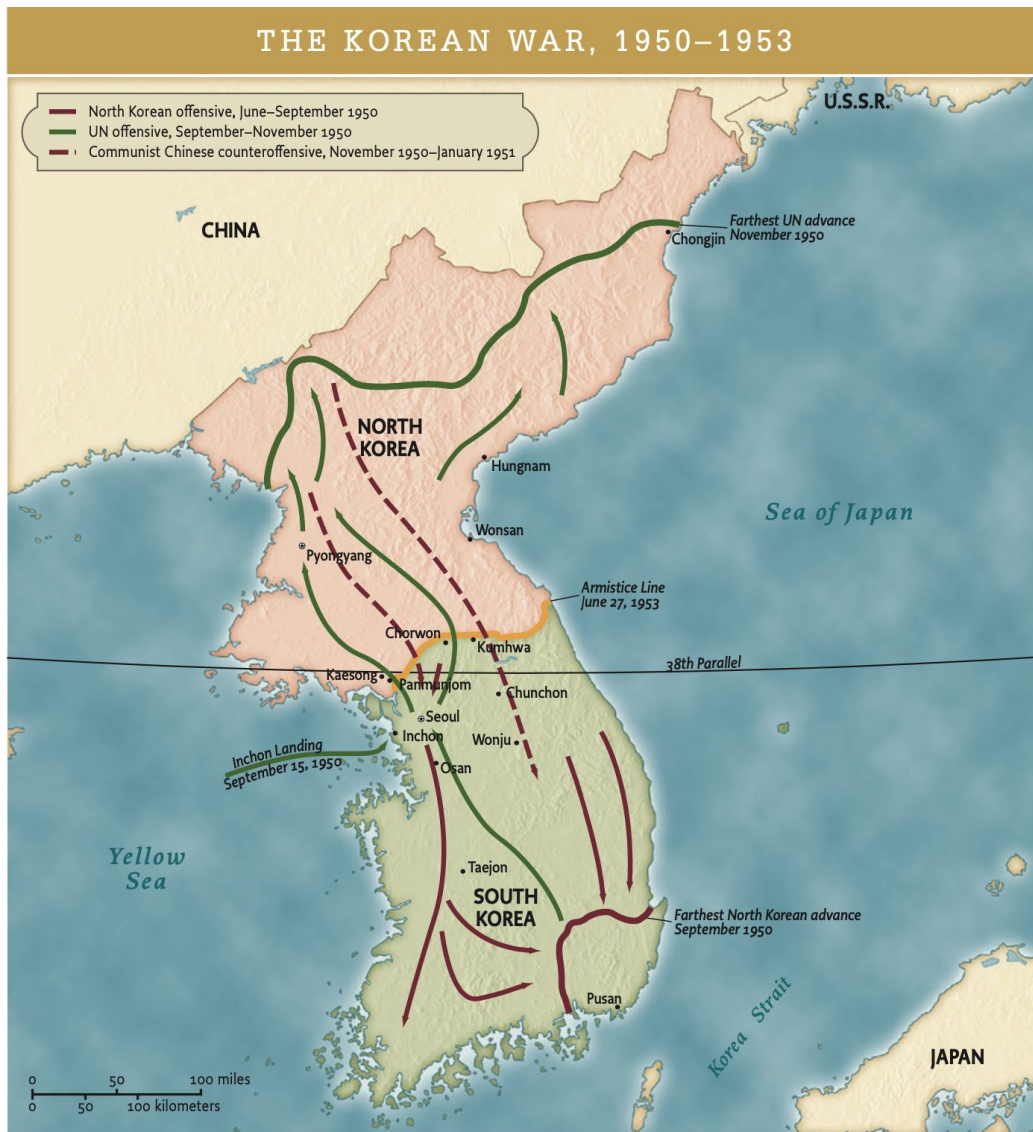 THE KOREAN WAR, 1950–1953
North Korean offensive, June–September 1950
UN offensive, September–November 1950
Communist Chinese counteroffensive, November 1950–January 1951
U.S.S.R.
CHINA
Farthest UN advance
November 1950
Chongjin
NORTH
KOREA
Hungnam
Sea of Japan
Wonsan
Pyongyang
Armistice Line
June 27, 1953
Chorwon
Kumhwa
38th Parallel
Kaesong
Panmunjom
Chunchon
Seoul
Inchon
Wonju
Inchon Landing
September 15, 1950
Osan
Yellow
Sea
Taejon
SOUTH
KOREA
Farthest North Korean advance
September 1950
Pusan
Korea Strait
JAPAN
0 50 100 miles
0 50 100 kilometers